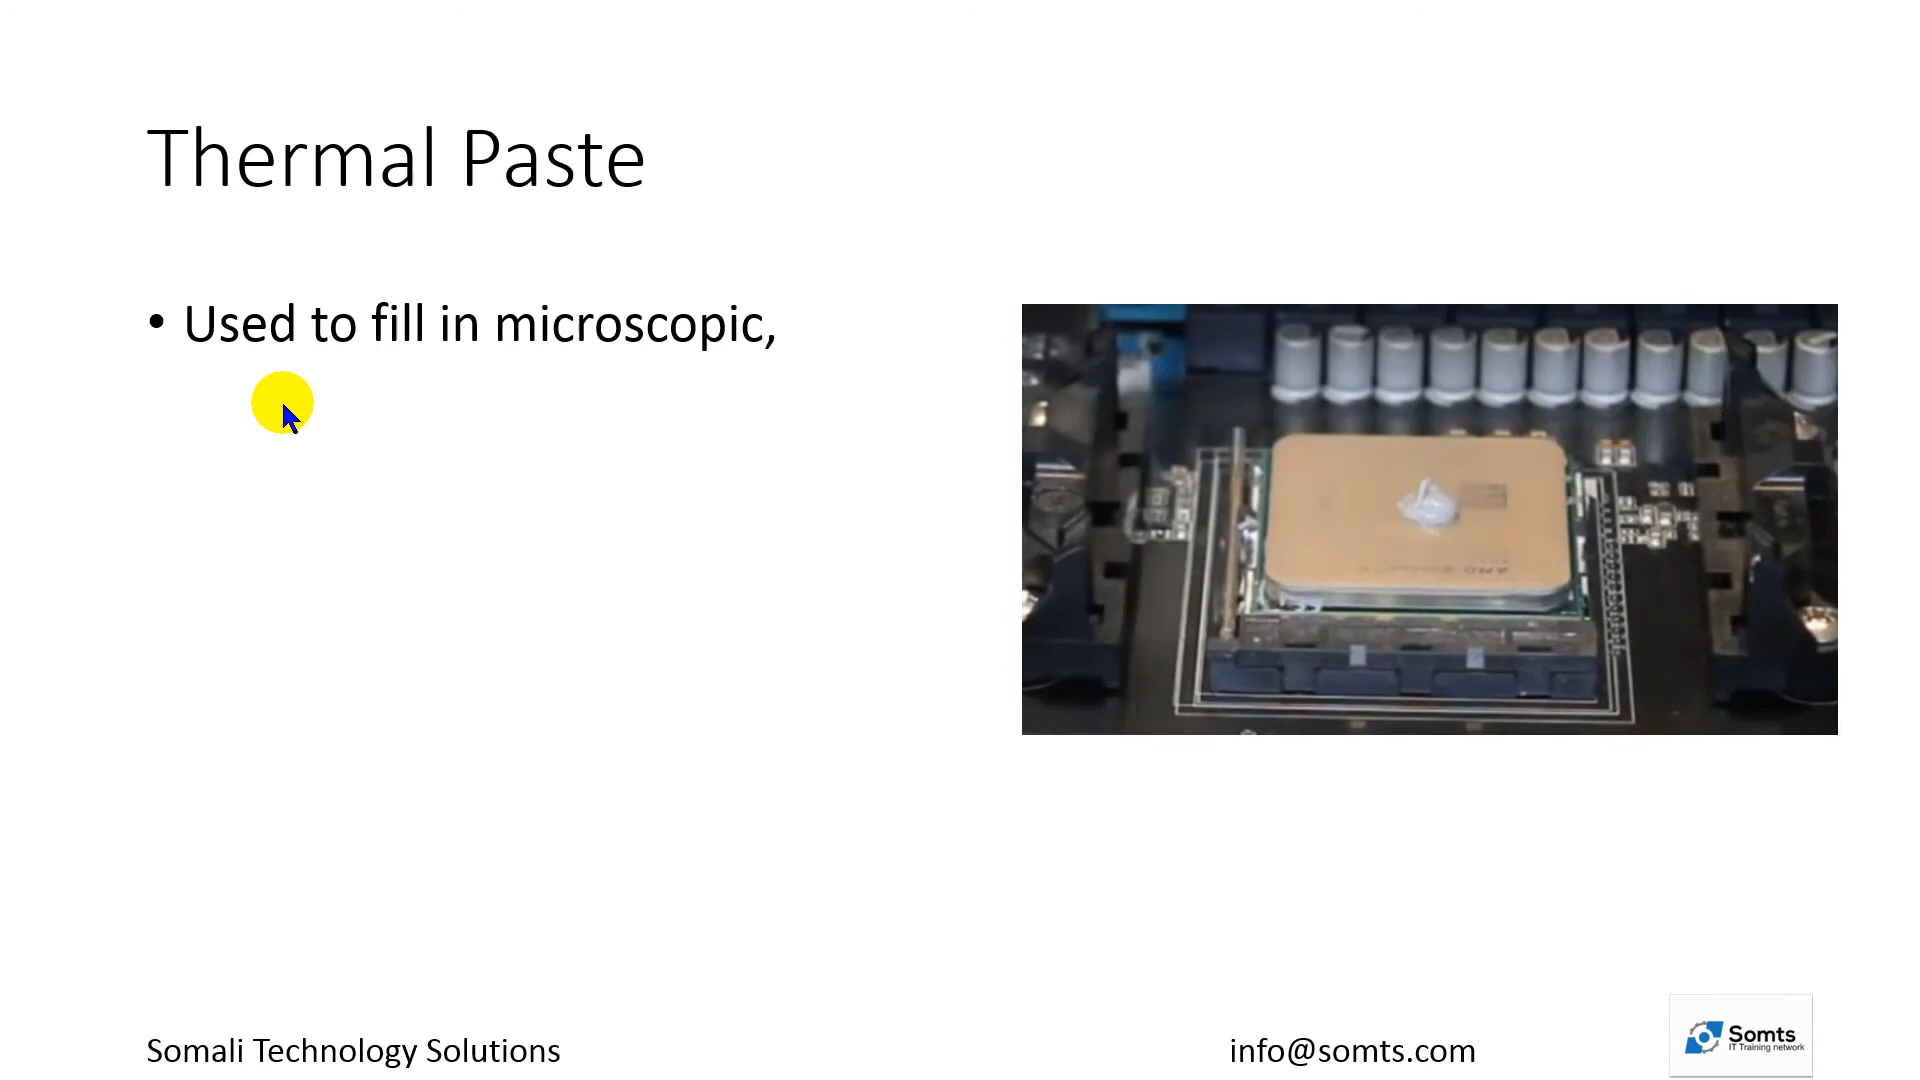 Thermal Paste
• Used to fill in microscopic,
Somali Technology Solutions
info@somts.com
Somts
IT Training network